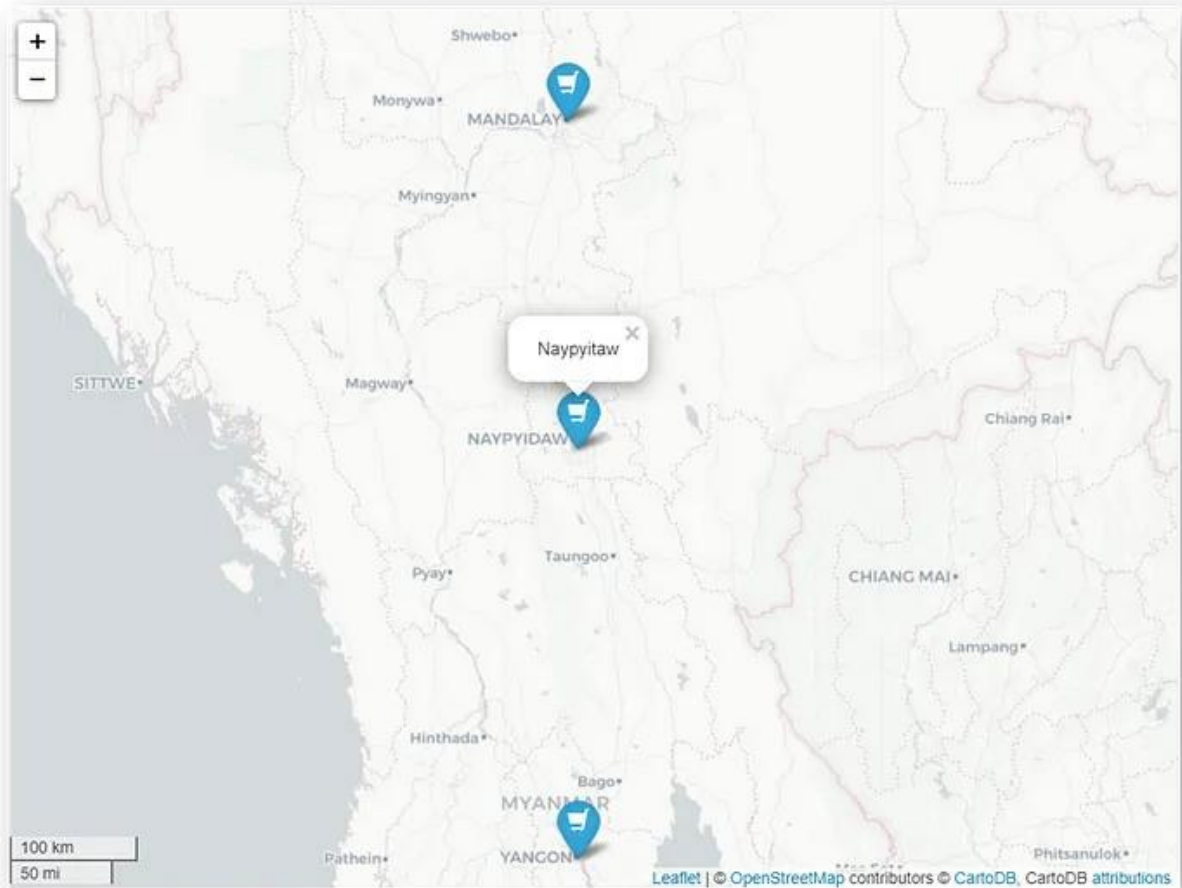 +
−
Shwebo
Monywa
MANDALAY
Myingyan
Naypyitaw ×
SITTWE
Magway
NAYPYIDAW
Chiang Rai
Taungoo
Pyay
CHIANG MAI
Lampang
Hinthada
Bago
MYANMAR
YANGON
Pathein
Phitsanulok
100 km
50 mi
Leaflet | © OpenStreetMap contributors © CartoDB, CartoDB attributions